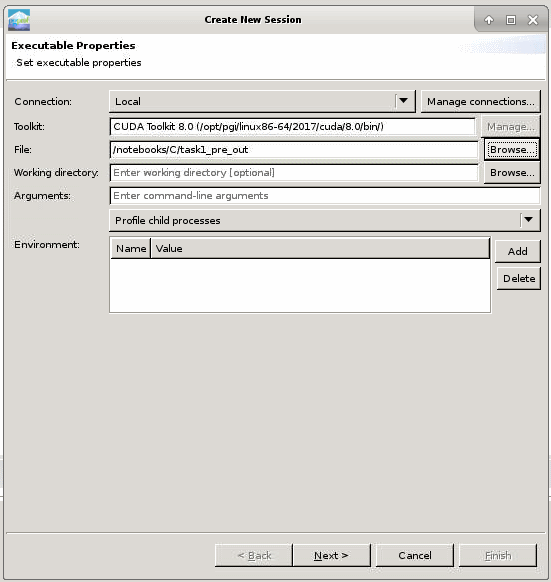 Create New Session
Executable Properties
Set executable properties
Connection: Local Manage connections...
Toolkit: CUDA Toolkit 8.0 (/opt/pgi/linux86-64/2017/cuda/8.0/bin/) Manage...
File: /notebooks/C/task1_pre_out Browse...
Working directory: Enter working directory [optional] Browse...
Arguments: Enter command-line arguments
Profile child processes
Environment: Name Value Add
Delete
< Back Next > Cancel Finish